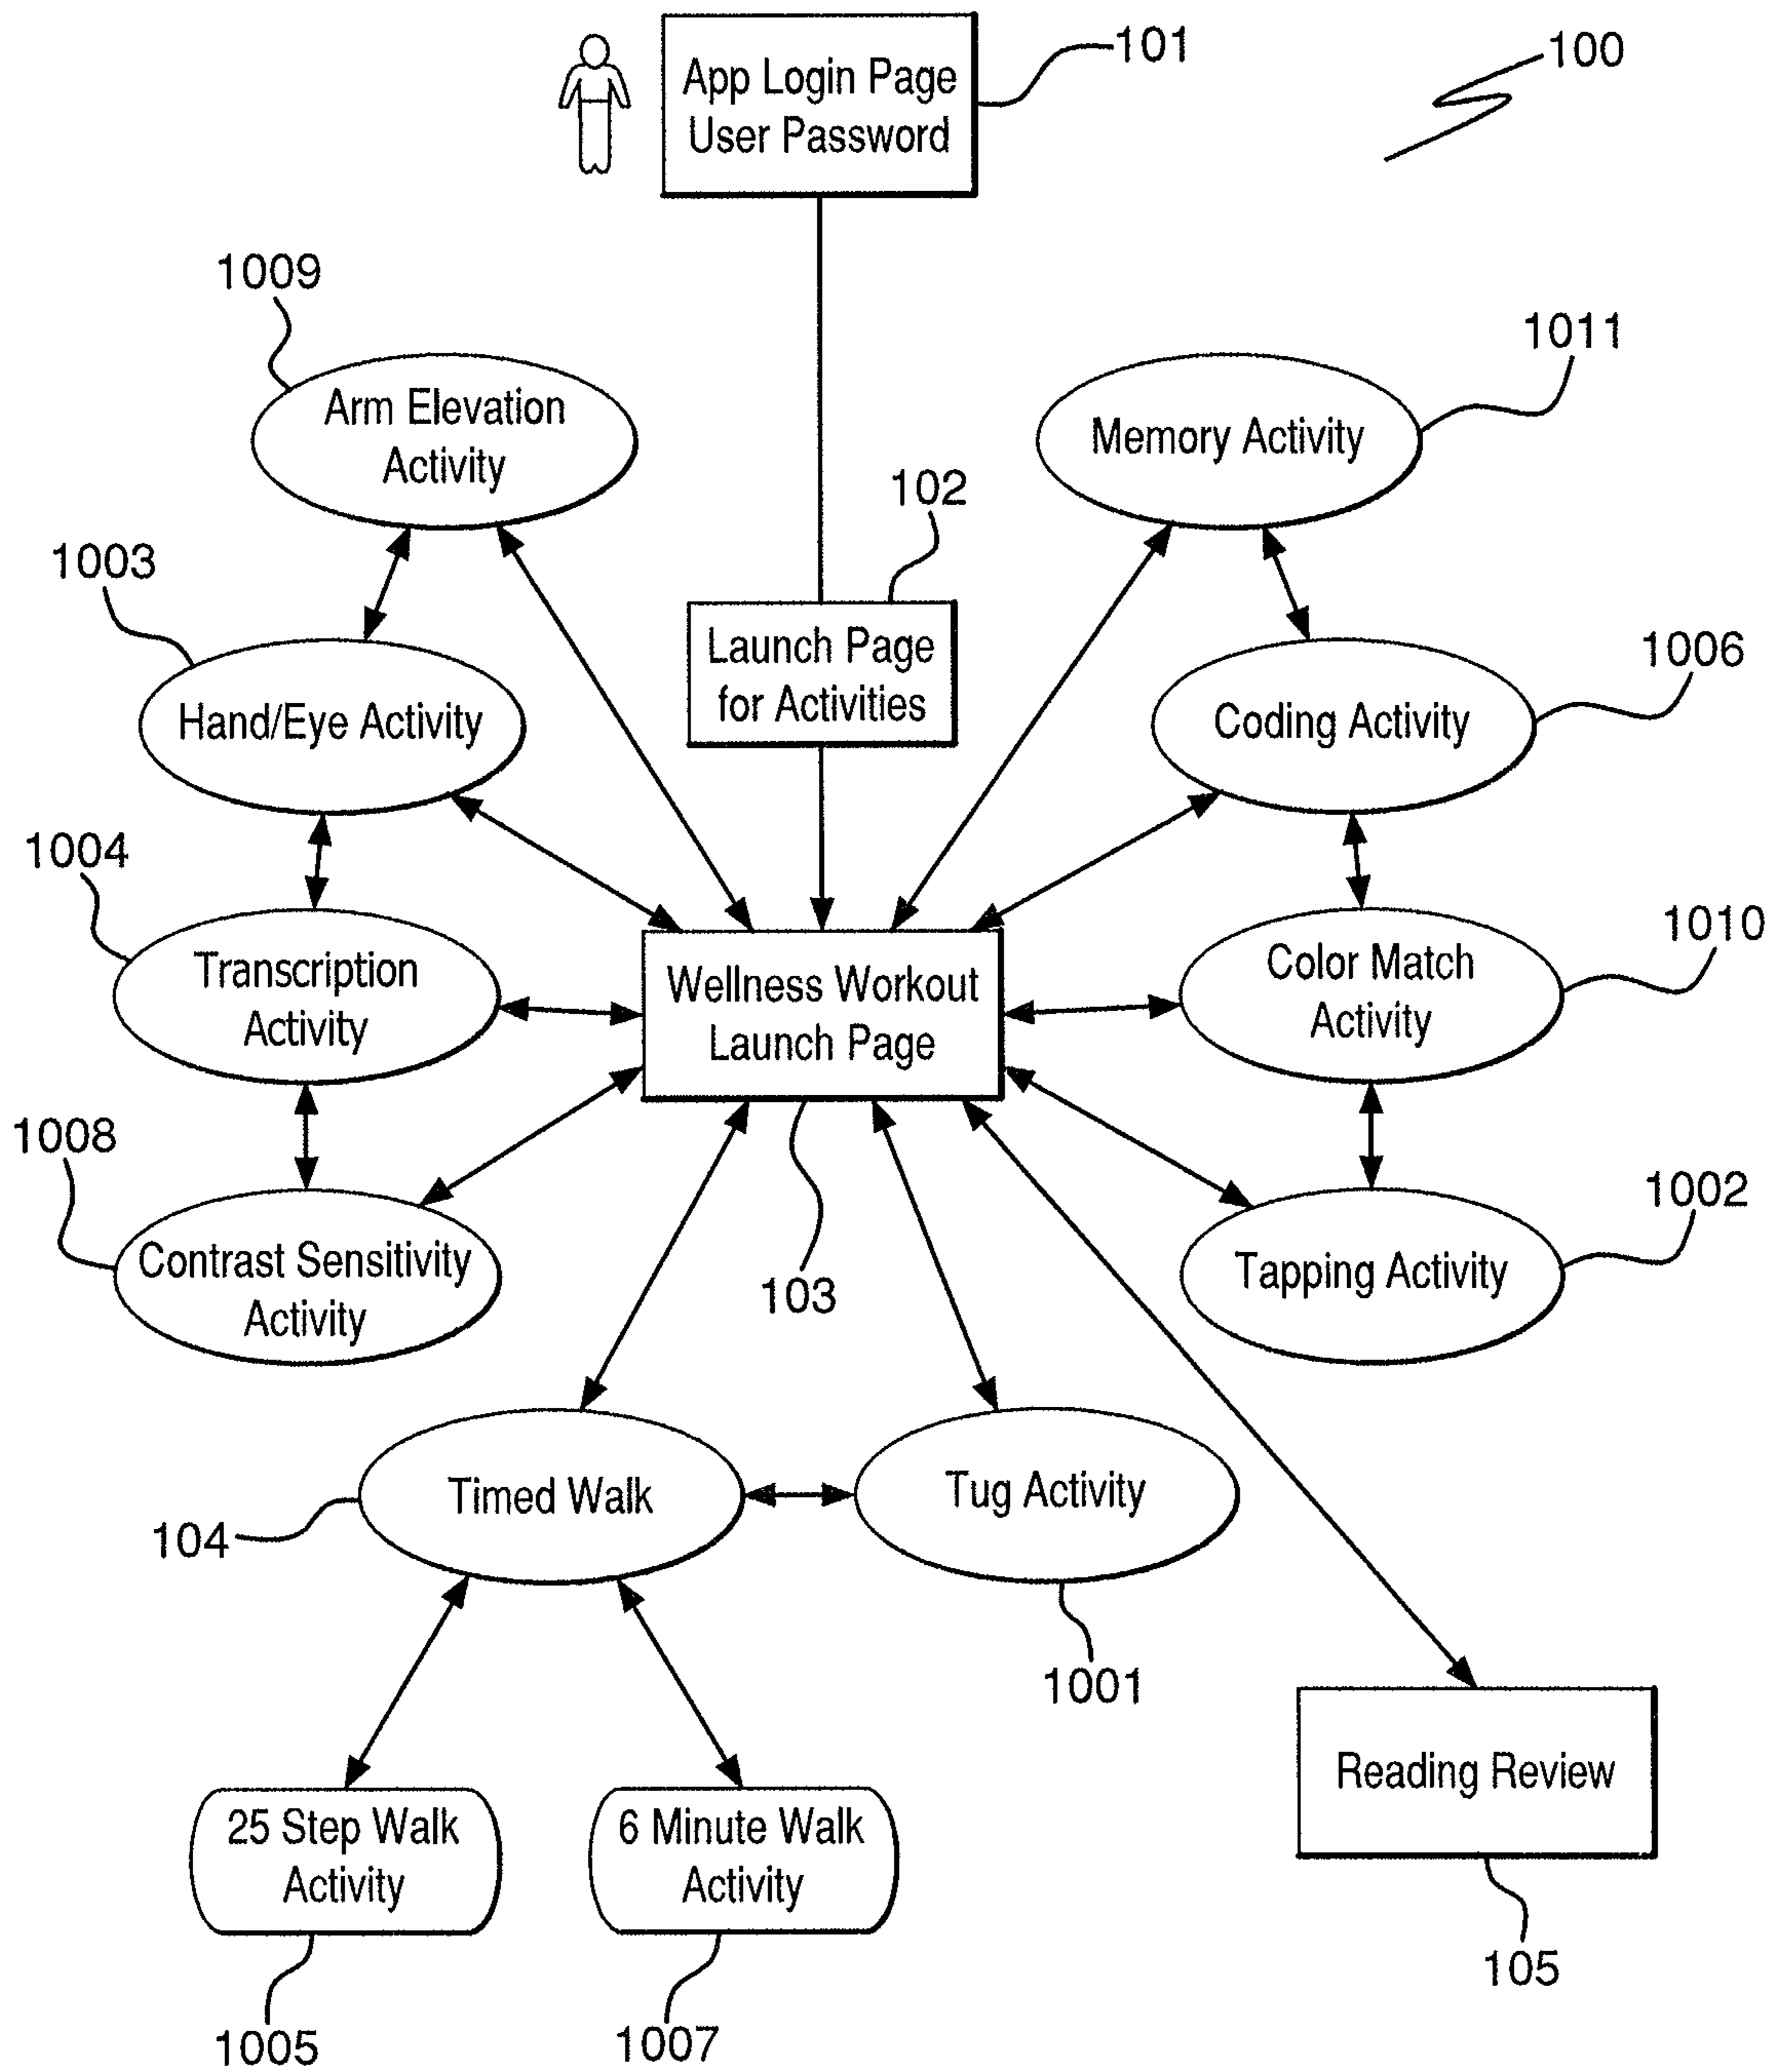 101
100
App Login Page
User Password
1009
1011
Arm Elevation
Activity
Memory Activity
102
1003
Launch Page
for Activities
1006
Hand/Eye Activity
Coding Activity
1004
1010
Transcription
Activity
Wellness Workout
Launch Page
Color Match
Activity
1008
1002
Contrast Sensitivity
Activity
103
Tapping Activity
104
Timed Walk
Tug Activity
1001
25 Step Walk
Activity
6 Minute Walk
Activity
Reading Review
105
1005
1007